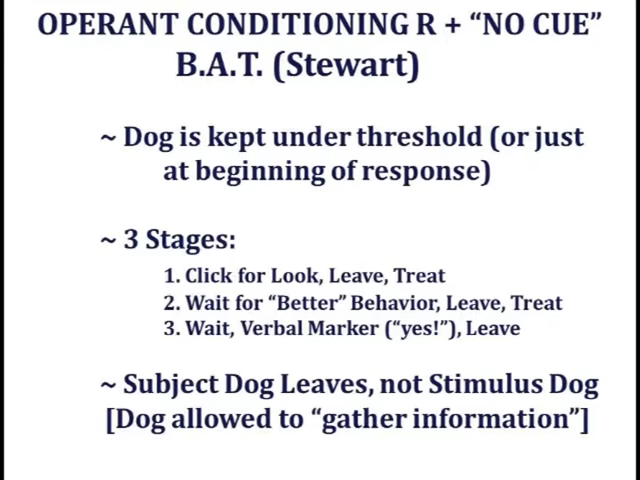 OPERANT CONDITIONING R + “NO CUE”
B.A.T. (Stewart)
~ Dog is kept under threshold (or just
at beginning of response)
~ 3 Stages:
1. Click for Look, Leave, Treat
2. Wait for “Better” Behavior, Leave, Treat
3. Wait, Verbal Marker (“yes!”), Leave
~ Subject Dog Leaves, not Stimulus Dog
[Dog allowed to “gather information”]